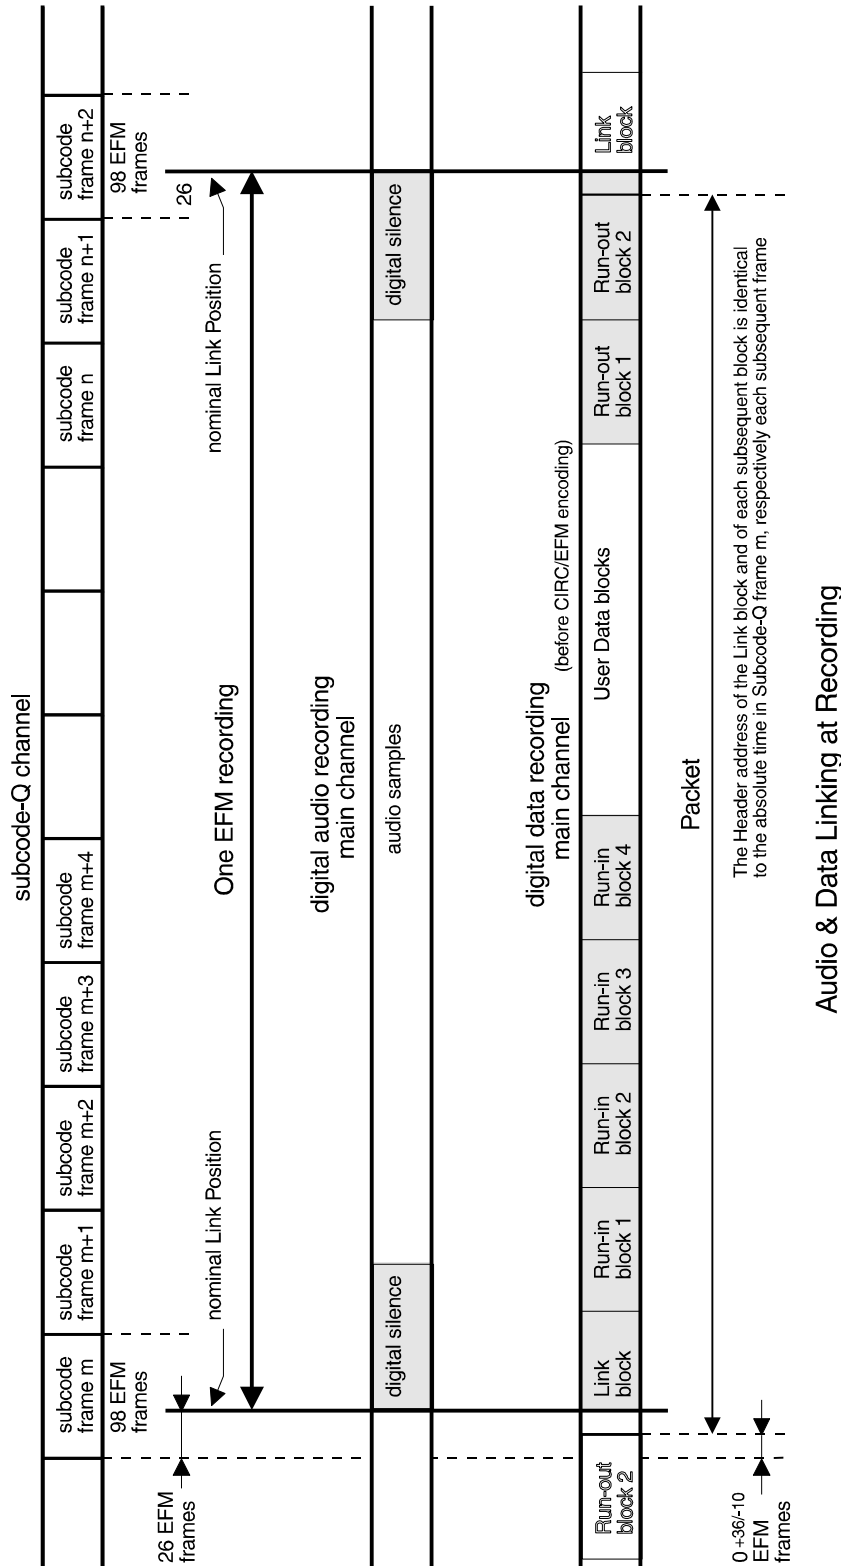 subcode-Q channel
subcode
frame m
subcode
frame m+1
subcode
frame m+2
subcode
frame m+3
subcode
frame m+4
subcode
frame n
subcode
frame n+1
subcode
frame n+2
98 EFM
frames
98 EFM
frames
26 EFM
frames
26
nominal Link Position
nominal Link Position
One EFM recording
digital audio recording
main channel
digital silence
audio samples
digital silence
digital data recording
main channel
(before CIRC/EFM encoding)
Run-out
block 2
Link
block
Run-in
block 1
Run-in
block 2
Run-in
block 3
Run-in
block 4
User Data blocks
Run-out
block 1
Run-out
block 2
Link
block
Packet
0 +36/-10
EFM
frames
The Header address of the Link block and of each subsequent block is identical
to the absolute time in Subcode-Q frame m, respectively each subsequent frame
Audio & Data Linking at Recording